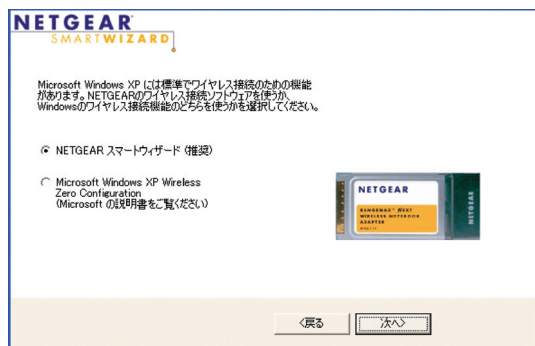 NETGEAR
SMARTWIZARD
Microsoft Windows XP には標準でワイヤレス接続のための機能
があります。NETGEARのワイヤレス接続ソフトウェアを使うか、
Windowsのワイヤレス接続機能のどちらを使うかを選択してください。
NETGEAR スマートウィザード (推奨)
Microsoft Windows XP Wireless
Zero Configuration
(Microsoft の説明書をご覧ください)
NETGEAR
RANGEMAX NEXT
WIRELESS NOTEBOOK
ADAPTER
NETGEAR
<戻る
次へ>